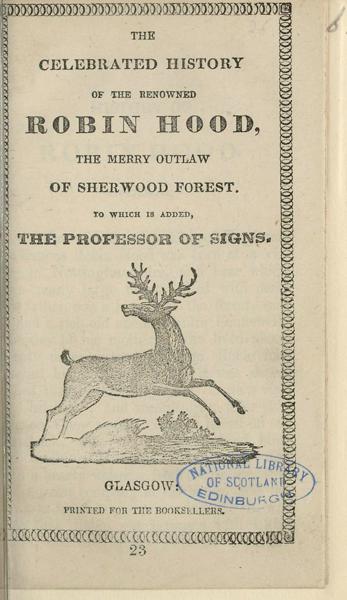 THE
CELEBRATED HISTORY
OF THE RENOWNED
ROBIN HOOD,
THE MERRY OUTLAW
OF SHERWOOD FOREST.
TO WHICH IS ADDED,
THE PROFESSOR OF SIGNS.
GLASGOW:
PRINTED FOR THE BOOKSELLERS.
NATIONAL LIBRARY
OF SCOTLAND
EDINBURGH
23